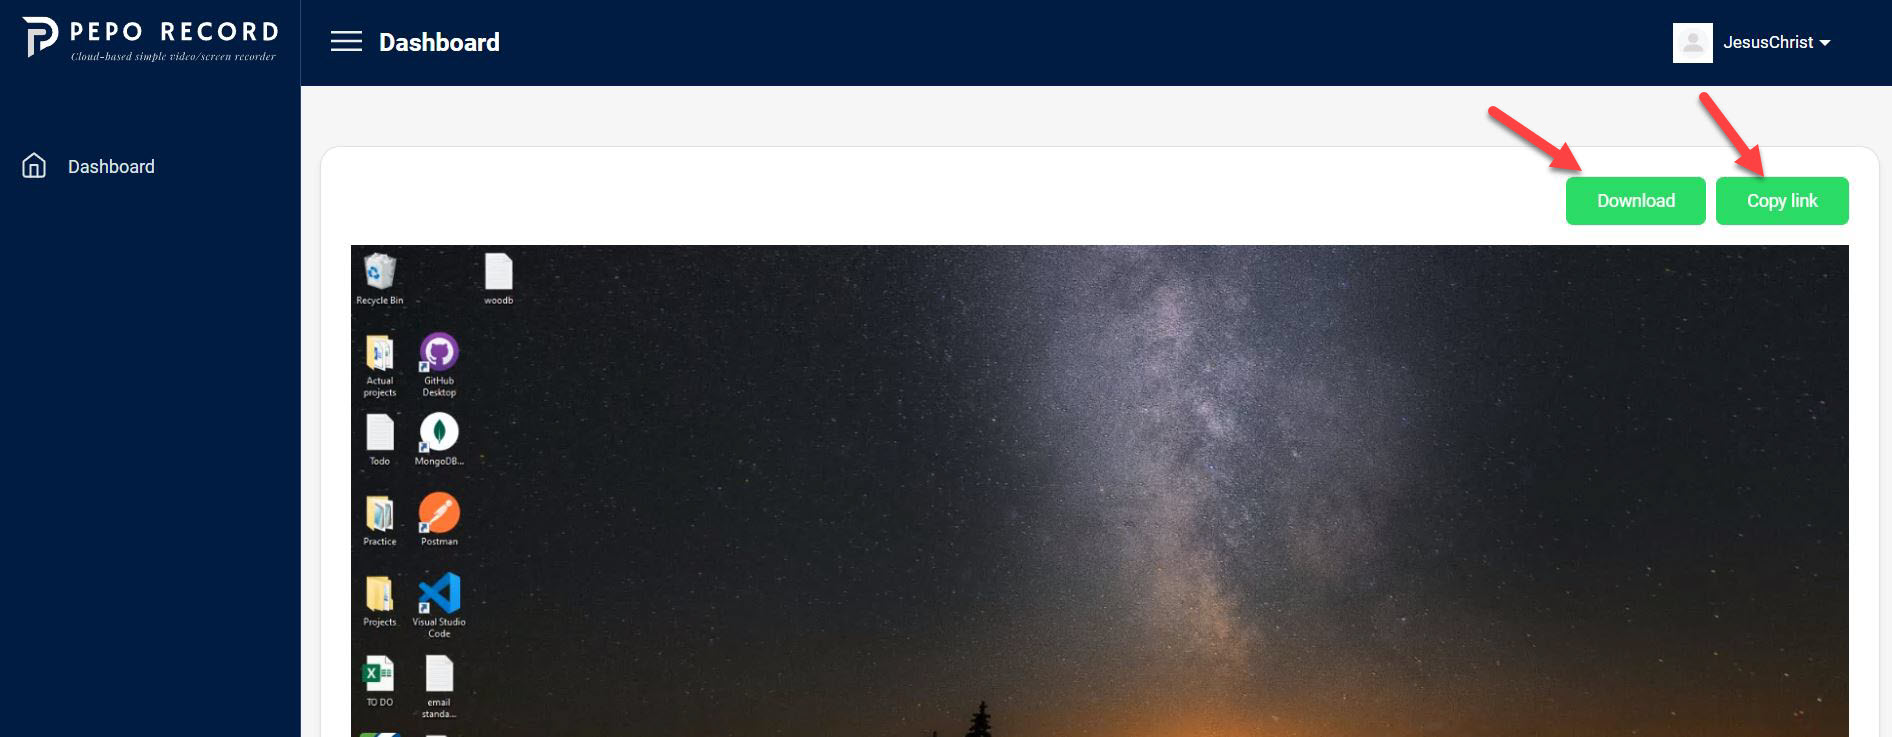 PEPO RECORD
Cloud-based simple video/screen recorder
Dashboard
JesusChrist
Dashboard
Download
Copy link
Recycle Bin
woodb
Actual
projects
GitHub
Desktop
Todo
MongoDB...
Practice
Postman
Projects
Visual Studio
Code
TO DO
email
standa...